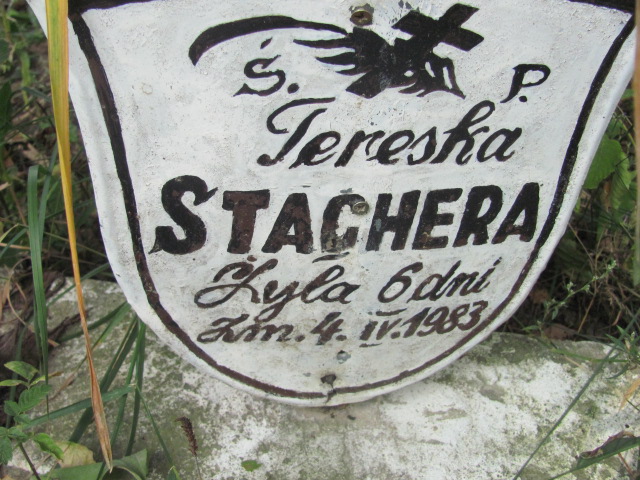 Ś. P.
Tereska
STACHERA
Żyła 6 dni
Zm. 4. IV. 1983